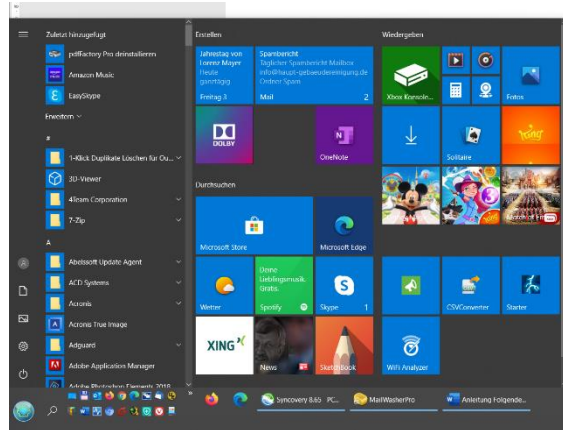 Zuletzt hinzugefügt
pdfFactory Pro deinstallieren
Amazon Music
EasySkype
Erweitern
#
1-Klick Duplikate Löschen für Ou...
3D-Viewer
4Team Corporation
7-Zip
A
Abelssoft Update Agent
ACD Systems
Acronis
Acronis True Image
Adguard
Adobe Application Manager
Adobe Photoshop Elements 2018
Erstellen
Jahrestag von
Lorenz Mayer
Heute
ganztägig
Freitag 3
Spambericht
Täglicher Spambericht Mailbox
info@haupt-gebaeudereinigung.de
Ordner Spam
Mail 2
DOLBY
OneNote
Durchsuchen
Microsoft Store
Microsoft Edge
Wetter
Deine
Lieblingsmusik.
Gratis.
Spotify
Skype 1
XING
News
SketchBook
Wiedergeben
Xbox Konsole...
Fotos
Solitaire
King
CSVConverter
Starter
WiFi Analyzer
Syncovery 8.65 PC...
MailWasherPro
Anleitung Folgende...